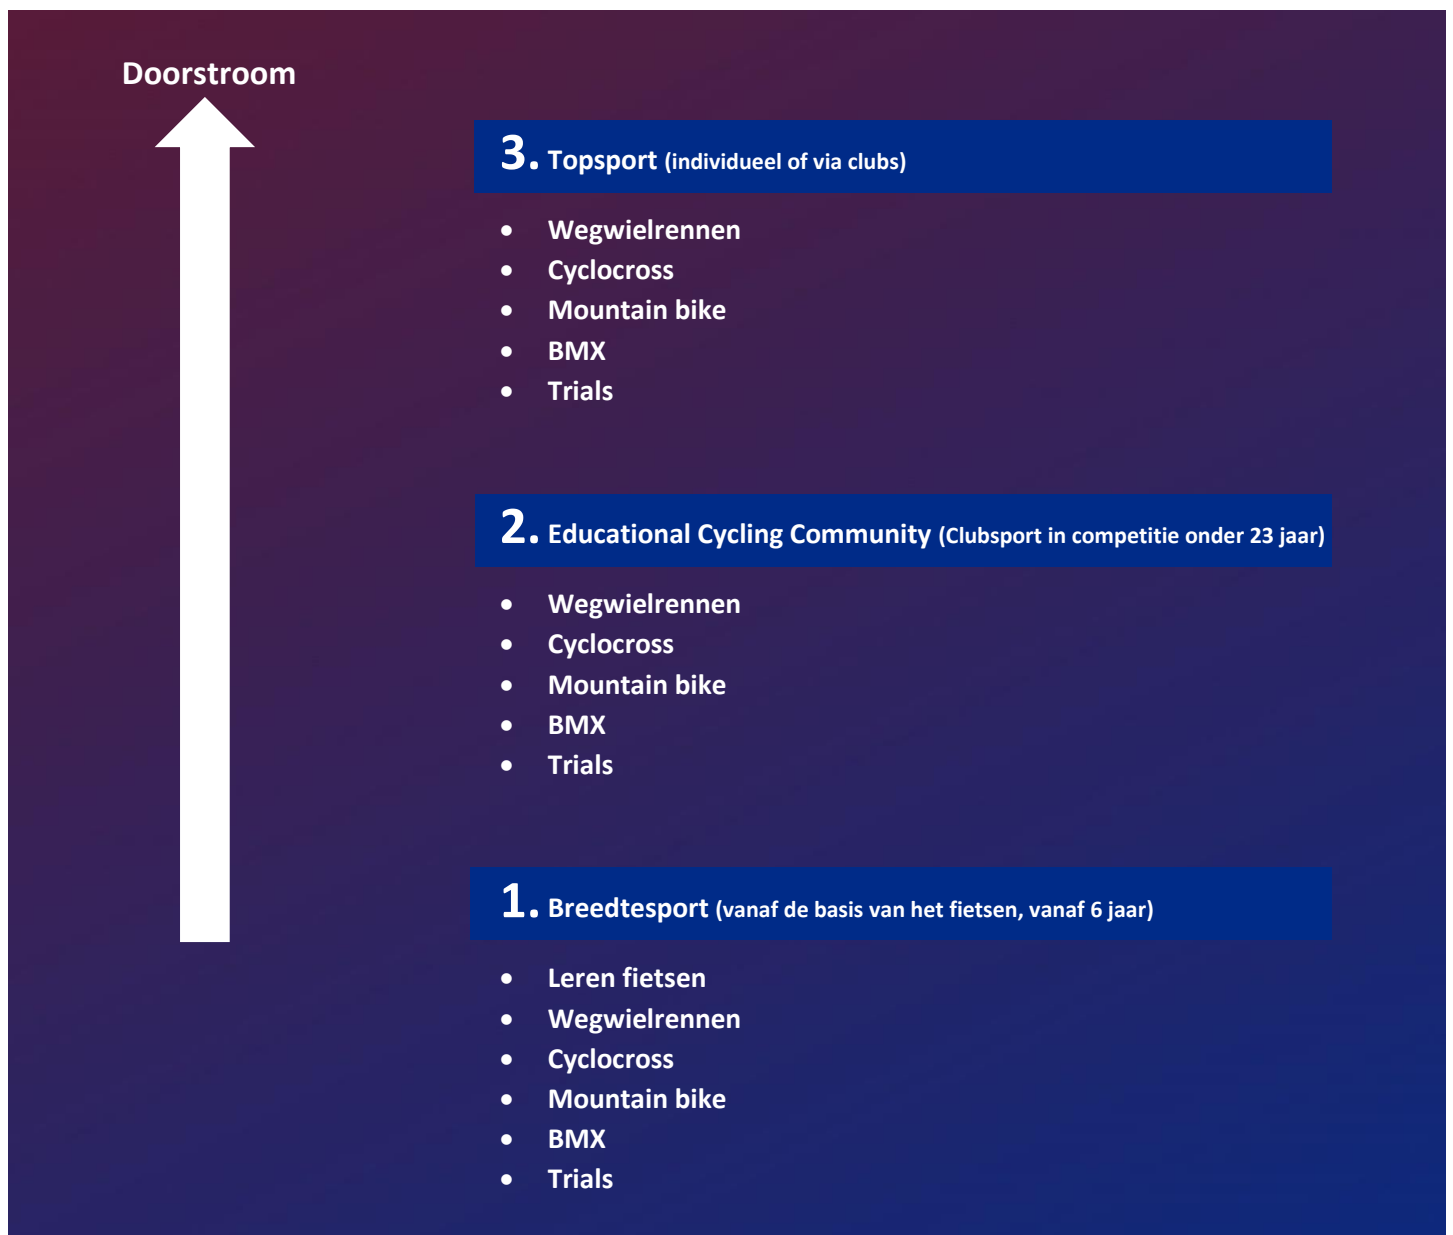 Doorstroom
3. Topsport (individueel of via clubs)
• Wegwielrennen
• Cyclocross
• Mountain bike
• BMX
• Trials
2. Educational Cycling Community (Clubsport in competitie onder 23 jaar)
• Wegwielrennen
• Cyclocross
• Mountain bike
• BMX
• Trials
1. Breedtesport (vanaf de basis van het fietsen, vanaf 6 jaar)
• Leren fietsen
• Wegwielrennen
• Cyclocross
• Mountain bike
• BMX
• Trials